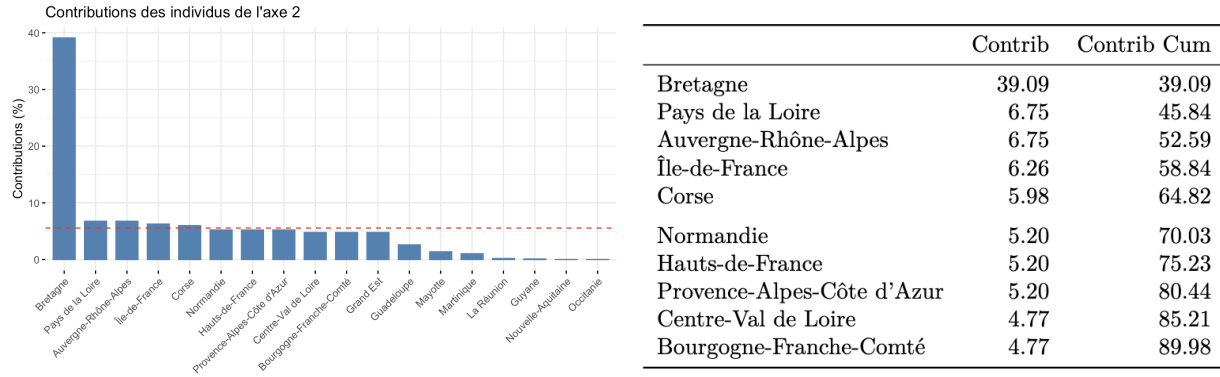 Contributions des individus de l'axe 2
Contributions (%)
40
30
20
10
0
Bretagne
Pays de la Loire
Auvergne-Rhône-Alpes
Île-de-France
Corse
Normandie
Hauts-de-France
Provence-Alpes-Côte d'Azur
Centre-Val de Loire
Bourgogne-Franche-Comté
Grand Est
Guadeloupe
Mayotte
Martinique
La Réunion
Guyane
Nouvelle-Aquitaine
Occitanie
Contrib Contrib Cum
Bretagne 39.09 39.09
Pays de la Loire 6.75 45.84
Auvergne-Rhône-Alpes 6.75 52.59
Île-de-France 6.26 58.84
Corse 5.98 64.82
Normandie 5.20 70.03
Hauts-de-France 5.20 75.23
Provence-Alpes-Côte d'Azur 5.20 80.44
Centre-Val de Loire 4.77 85.21
Bourgogne-Franche-Comté 4.77 89.98